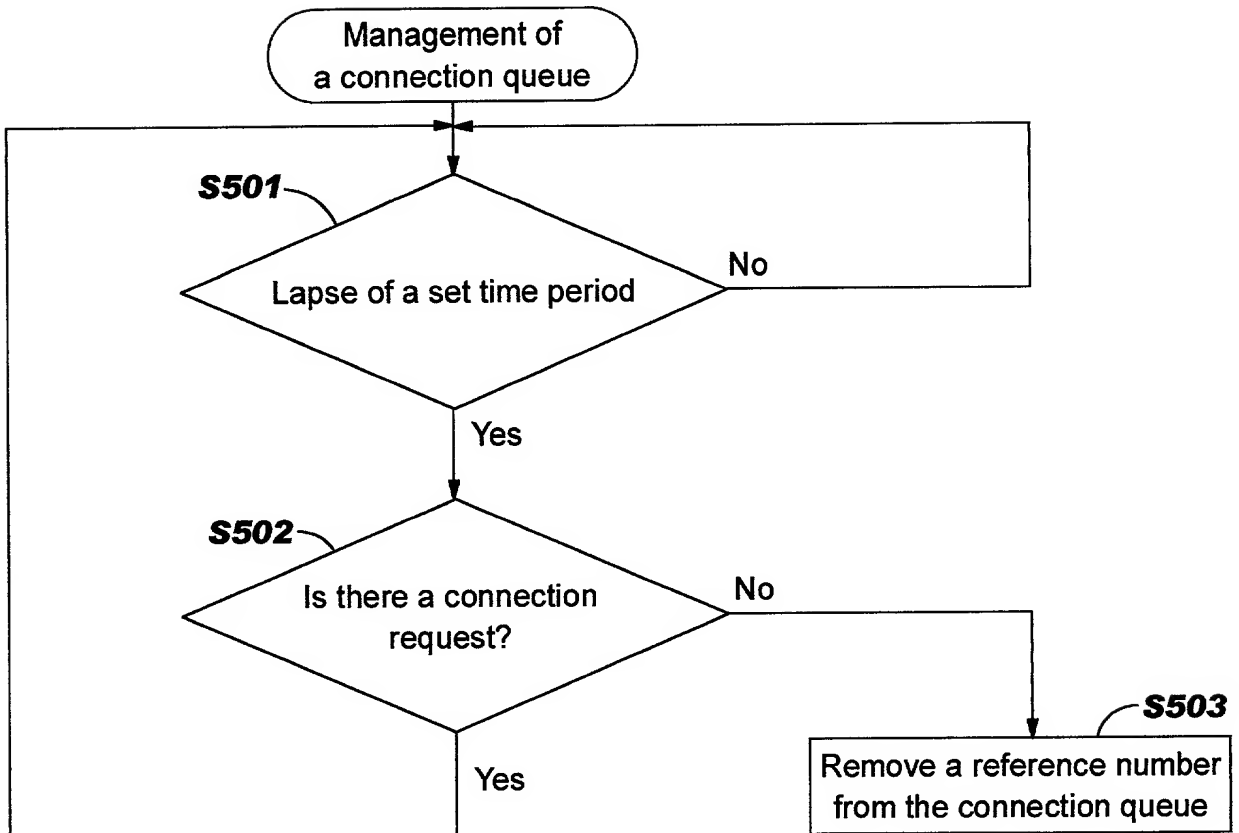 Management of
a connection queue
S501
Lapse of a set time period
No
Yes
S502
Is there a connection
request?
No
Yes
S503
Remove a reference number
from the connection queue